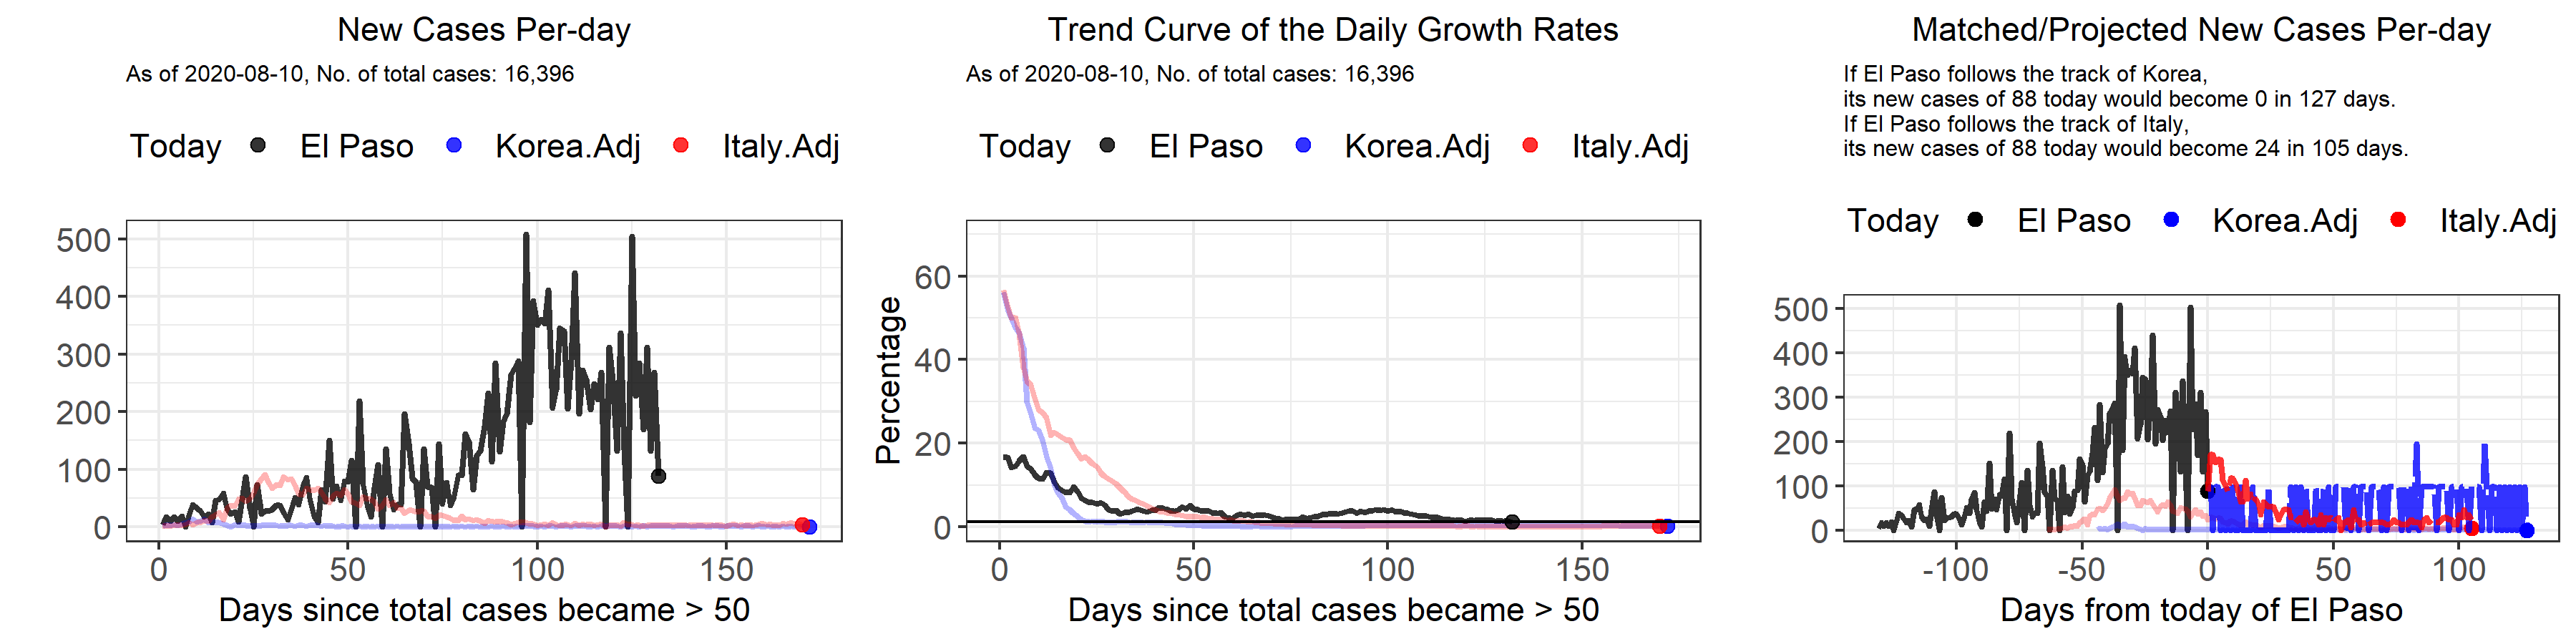 New Cases Per-day
As of 2020-08-10, No. of total cases: 16,396
Today El Paso Korea.Adj Italy.Adj
500
400
300
200
100
0
0 50 100 150
Days since total cases became > 50
Trend Curve of the Daily Growth Rates
As of 2020-08-10, No. of total cases: 16,396
Today El Paso Korea.Adj Italy.Adj
Percentage
60
40
20
0
0 50 100 150
Days since total cases became > 50
Matched/Projected New Cases Per-day
If El Paso follows the track of Korea,
its new cases of 88 today would become 0 in 127 days.
If El Paso follows the track of Italy,
its new cases of 88 today would become 24 in 105 days.
Today El Paso Korea.Adj Italy.Adj
500
400
300
200
100
0
-100 -50 0 50 100
Days from today of El Paso